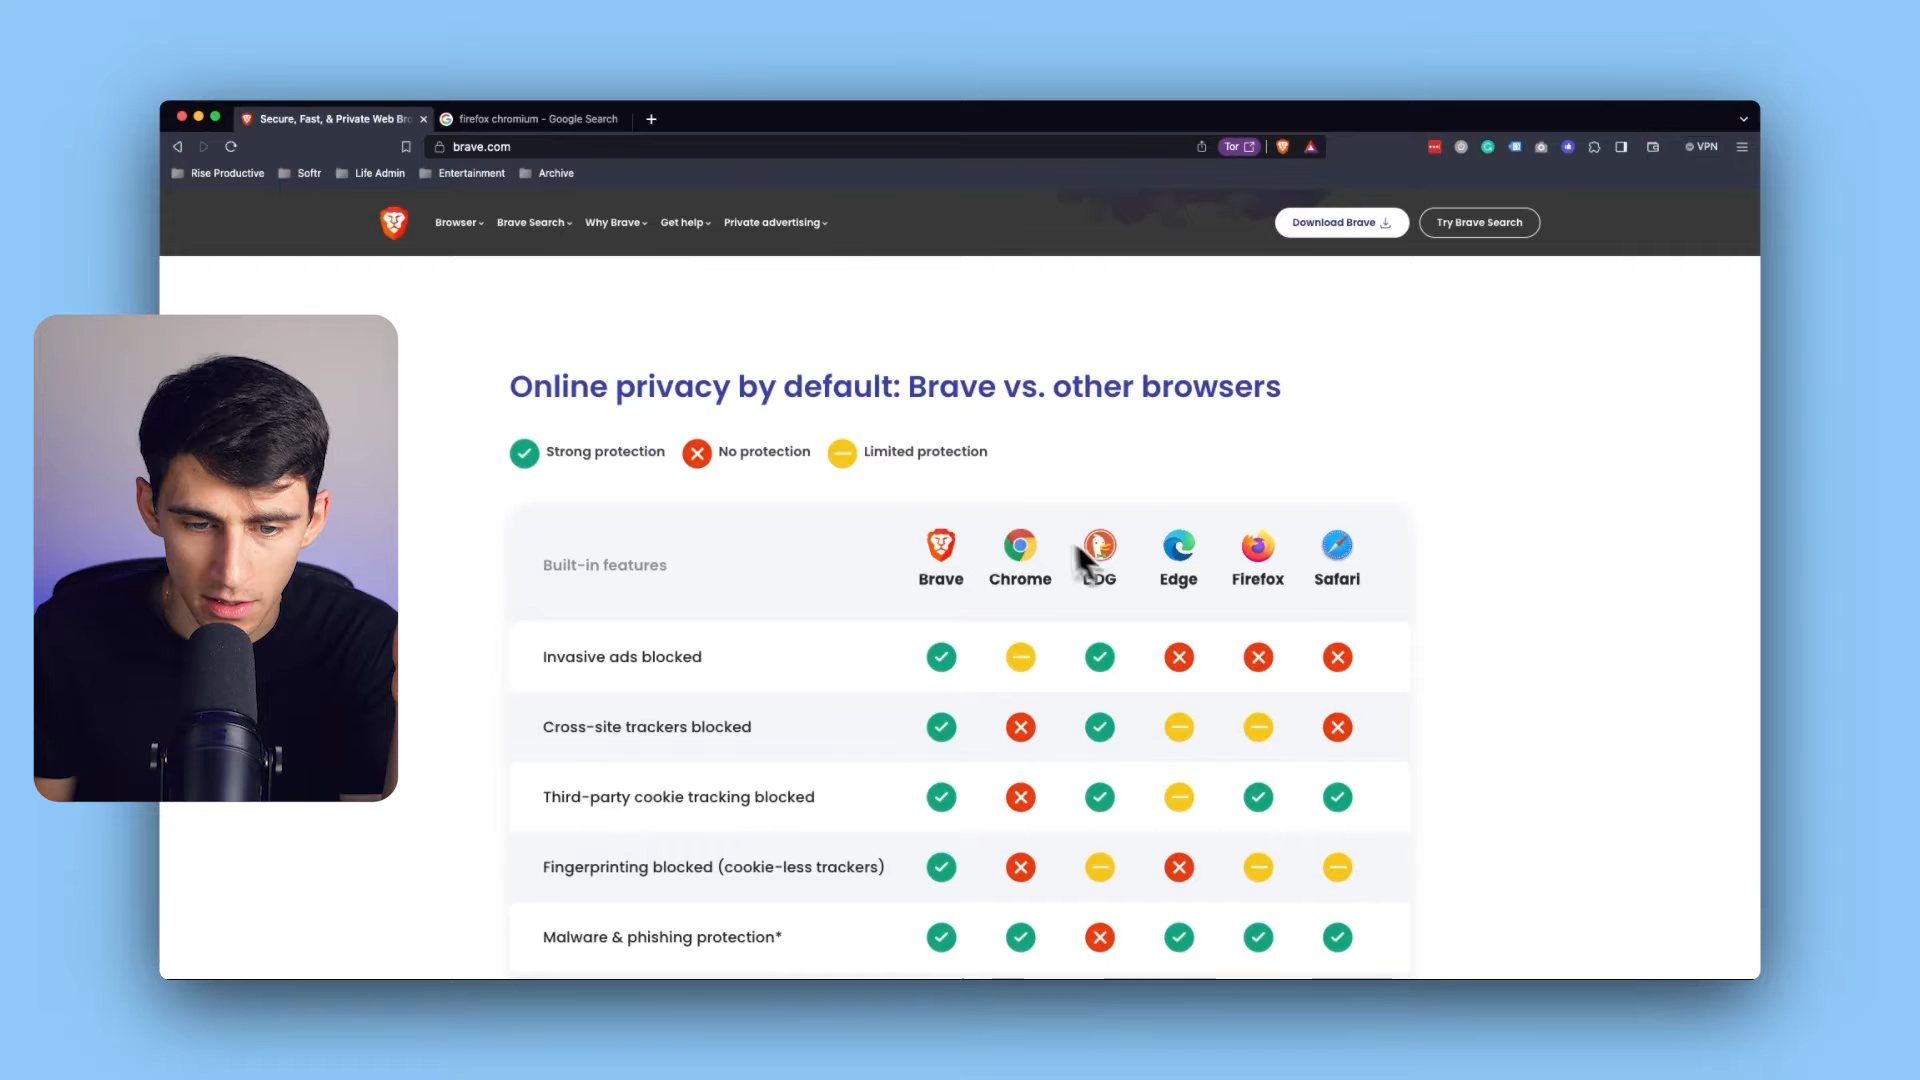 Secure, Fast, & Private Web Bro
firefox chromium - Google Search
brave.com
Tor
VPN
Rise Productive
Softr
Life Admin
Entertainment
Archive
Browser
Brave Search
Why Brave
Get help
Private advertising
Download Brave
Try Brave Search
Online privacy by default: Brave vs. other browsers
Strong protection
No protection
Limited protection
Built-in features
Brave
Chrome
Edge
Firefox
Safari
Invasive ads blocked
Cross-site trackers blocked
Third-party cookie tracking blocked
Fingerprinting blocked (cookie-less trackers)
Malware & phishing protection*